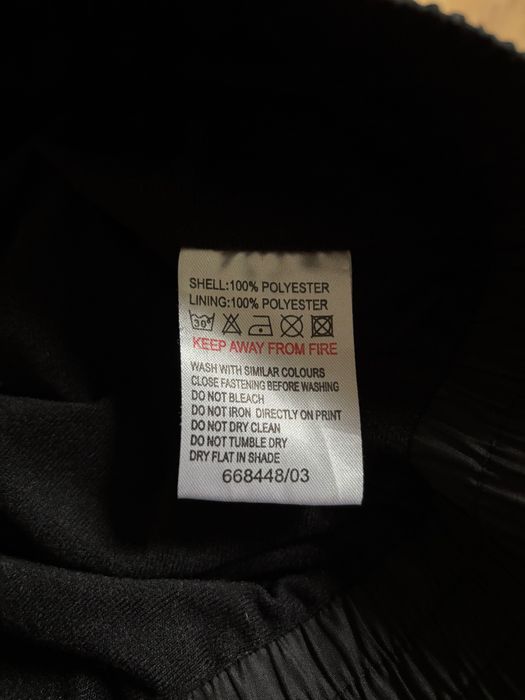 SHELL:100% POLYESTER
LINING:100% POLYESTER
30°
KEEP AWAY FROM FIRE
WASH WITH SIMILAR COLOURS
CLOSE FASTENING BEFORE WASHING
DO NOT BLEACH
DO NOT IRON DIRECTLY ON PRINT
DO NOT DRY CLEAN
DO NOT TUMBLE DRY
DRY FLAT IN SHADE
668448/03